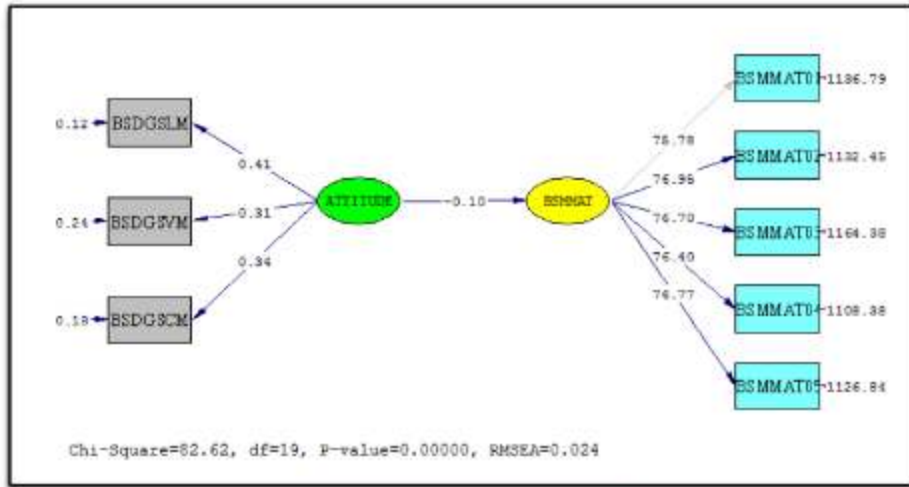 BSMMAT01
1186.79
0.12
BSDGSLM
75.78
0.41
BSMMAT02
1132.45
76.96
0.24
BSDGSVM
0.31
ATTITUDE
-0.10
BSMMAT
76.70
BSMMAT03
1164.38
0.34
76.40
76.77
0.18
BSDGSCM
BSMMAT04
1108.38
BSMMAT05
1126.84
Chi-Square=82.62, df=19, P-value=0.00000, RMSEA=0.024